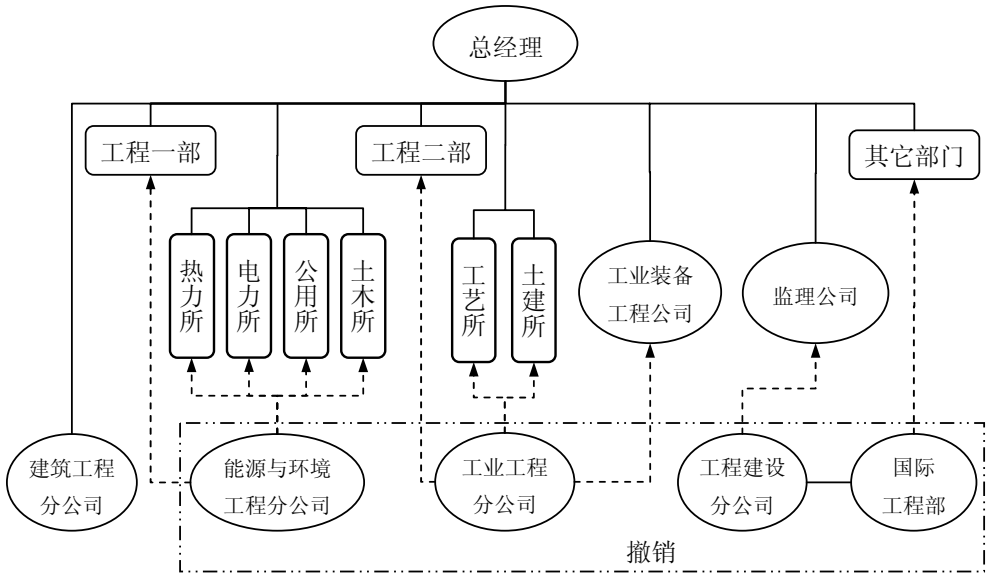 总经理
工程一部
工程二部
其它部门
热力所
电力所
公用所
土木所
工艺所
土建所
工业装备
工程公司
监理公司
建筑工程
分公司
能源与环境
工程分公司
工业工程
分公司
工程建设
分公司
国际
工程部
撤销